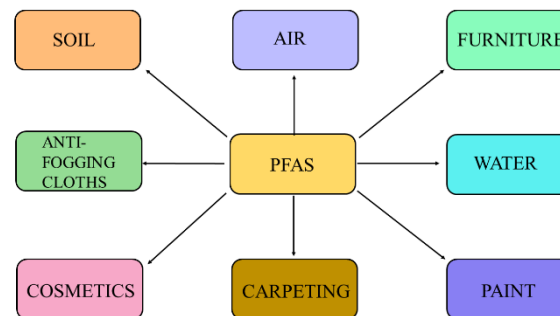 SOIL
AIR
FURNITURE
ANTI-
FOGGING
CLOTHS
PFAS
WATER
COSMETICS
CARPETING
PAINT